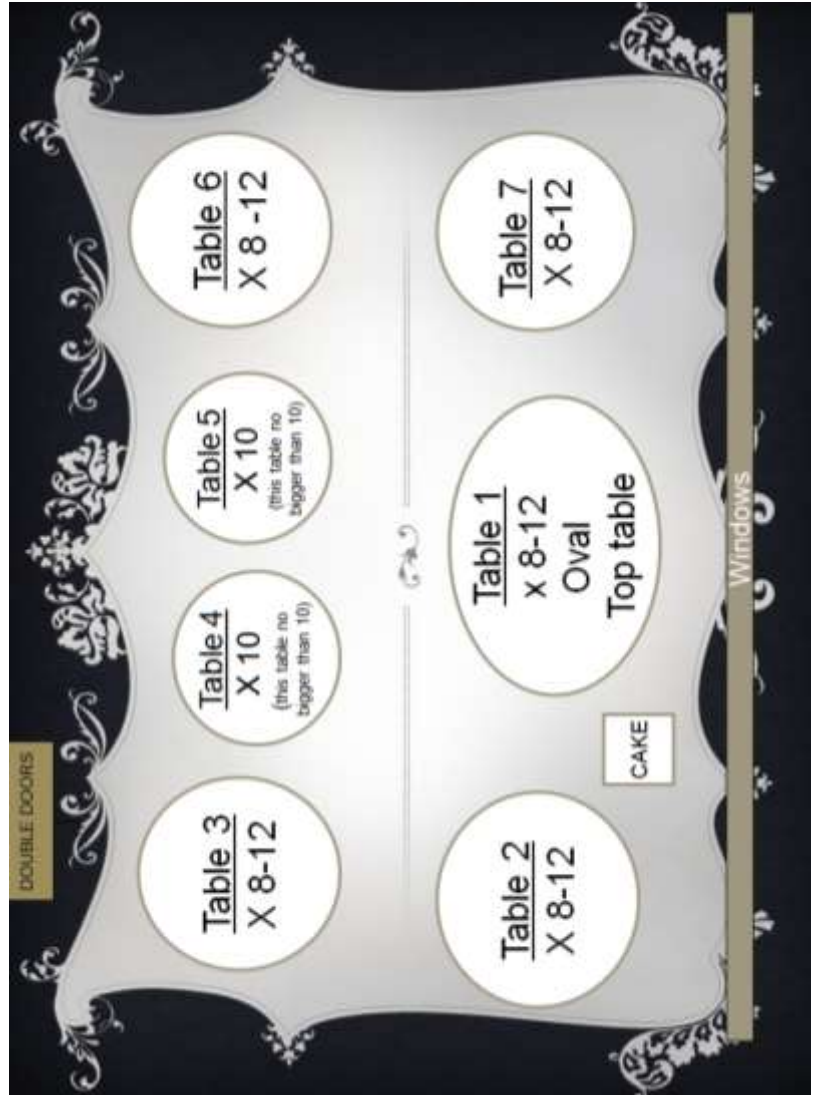 DOUBLE DOORS
Table 3
X 8-12
Table 4
X 10
(this table no
bigger than 10)
Table 5
X 10
(this table no
bigger than 10)
Table 6
X 8 -12
Table 2
X 8-12
CAKE
Table 1
x 8-12
Oval
Top table
Table 7
X 8-12
Windows